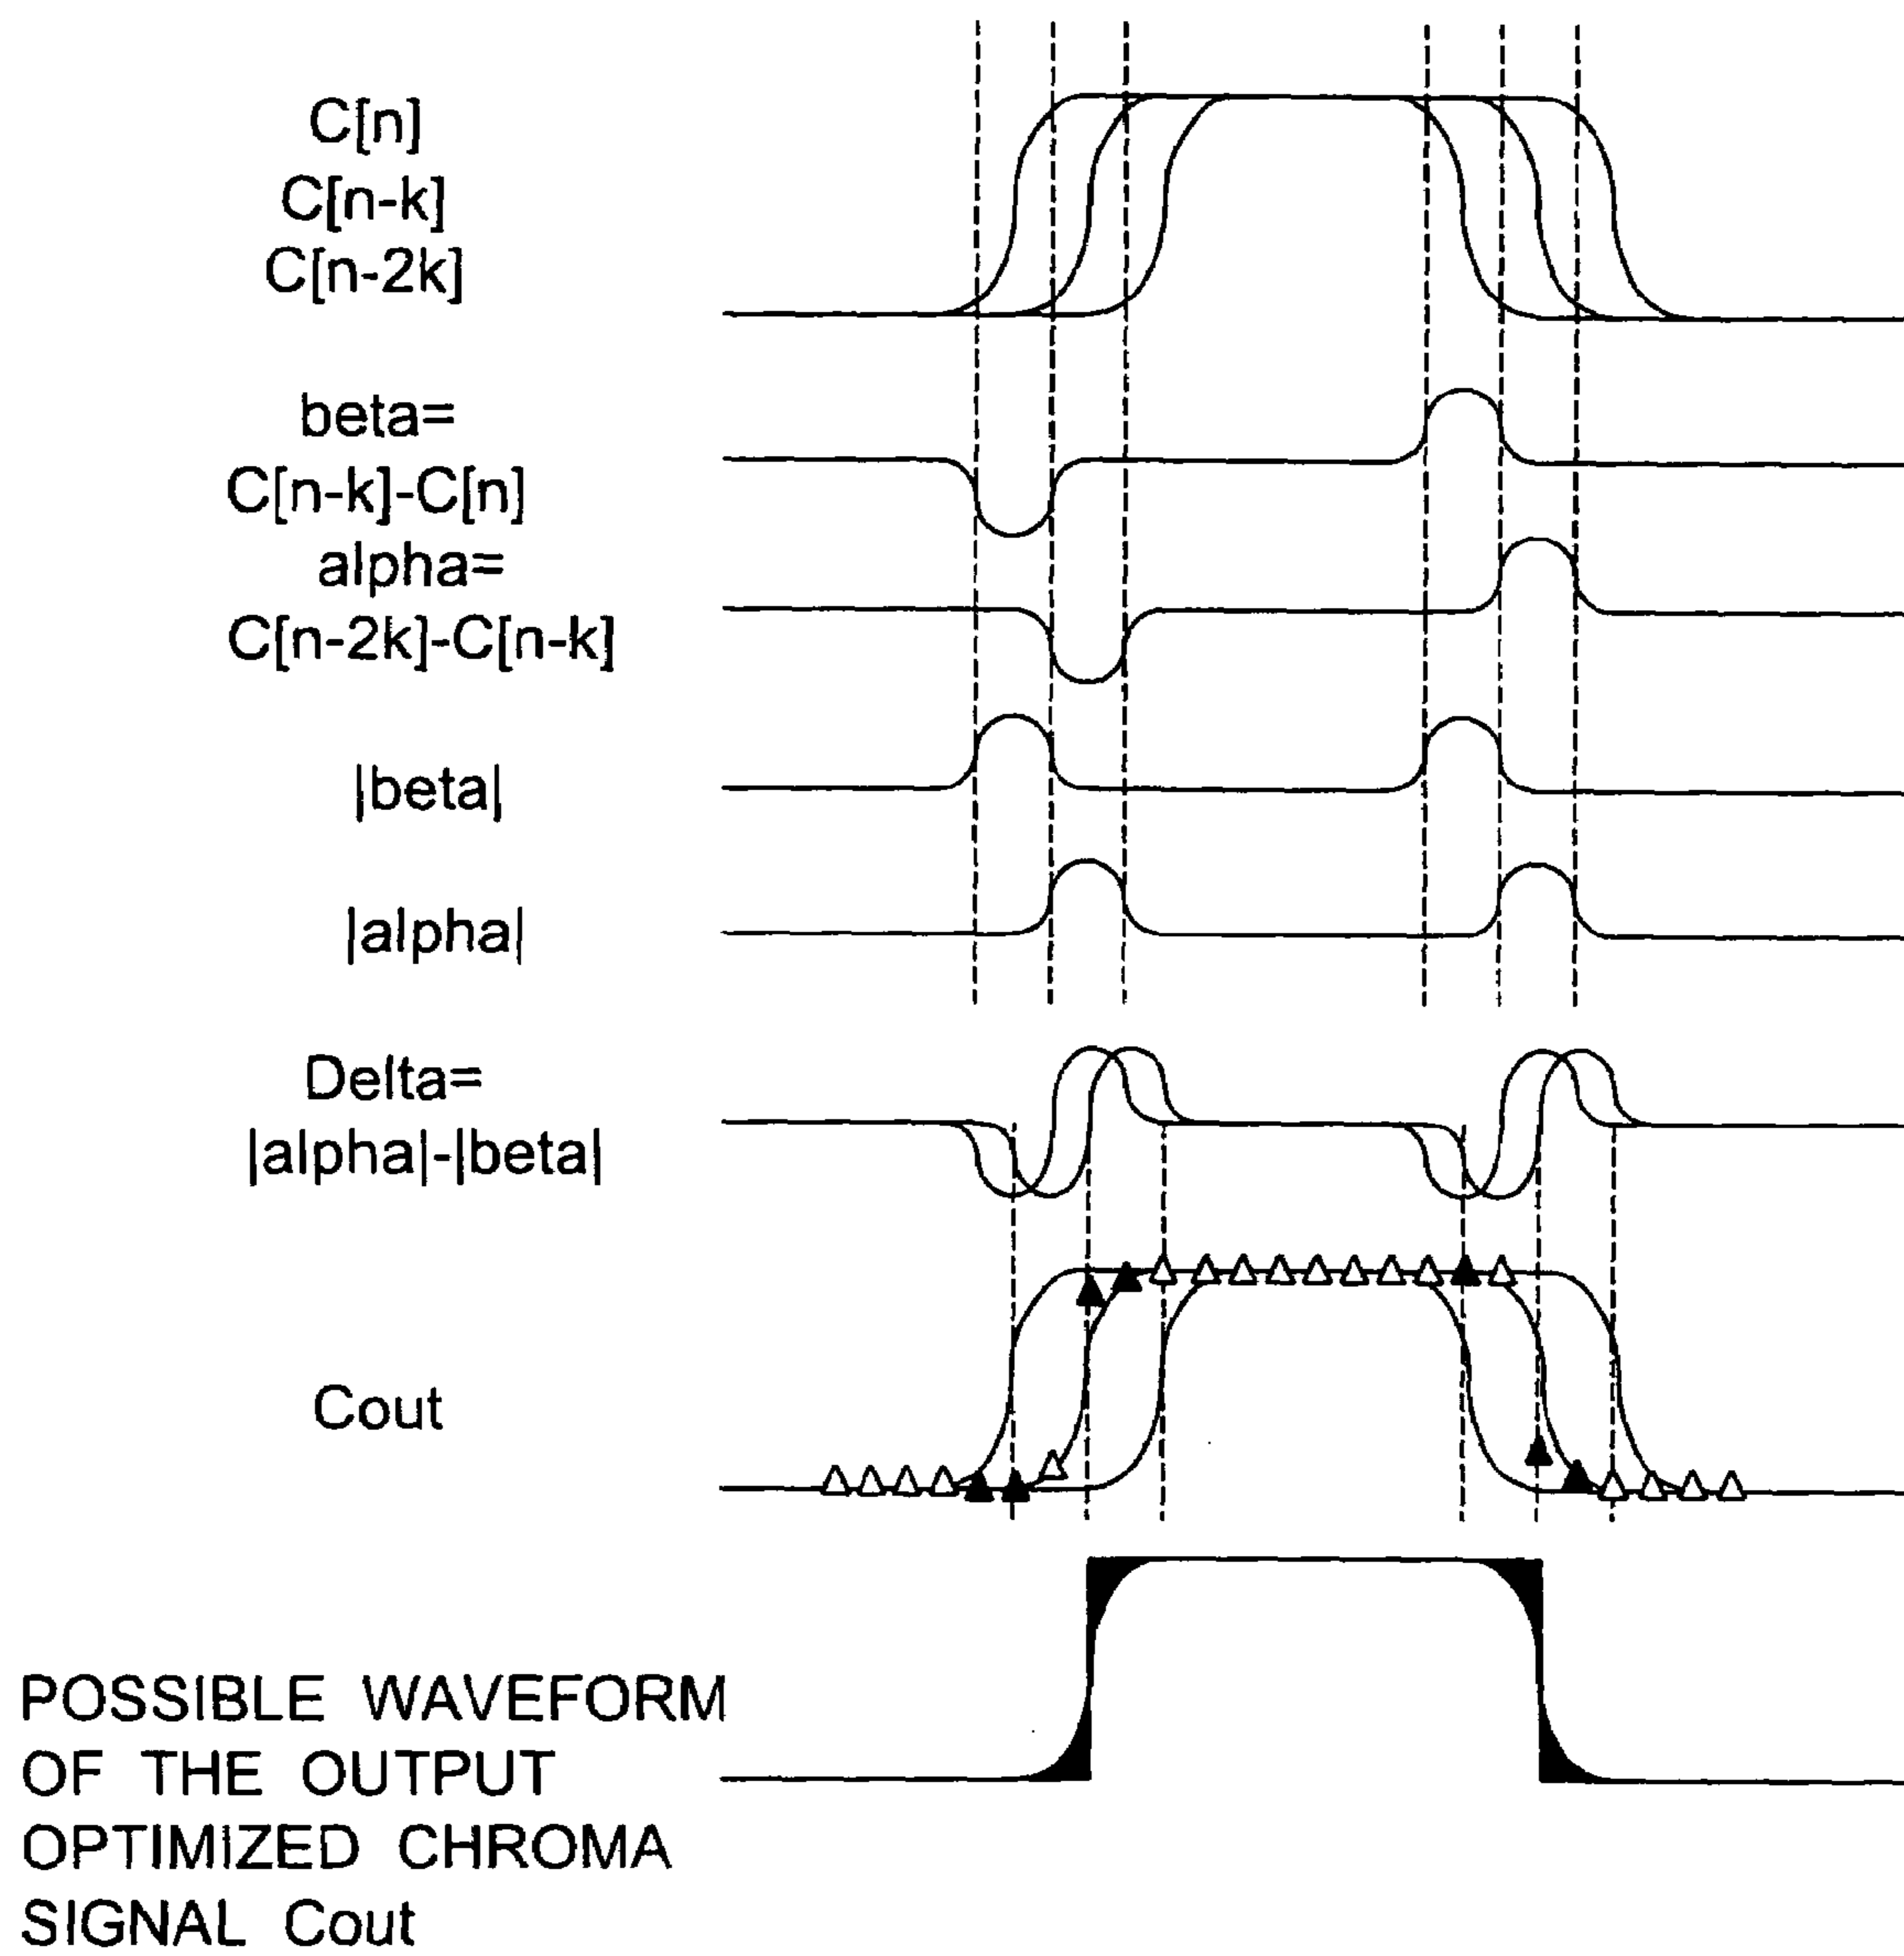 C[n]
C[n-k]
C[n-2k]
beta=
C[n-k]-C[n]
alpha=
C[n-2k]-C[n-k]
|beta|
|alpha|
Delta=
|alpha|-|beta|
Cout
POSSIBLE WAVEFORM
OF THE OUTPUT
OPTIMIZED CHROMA
SIGNAL Cout